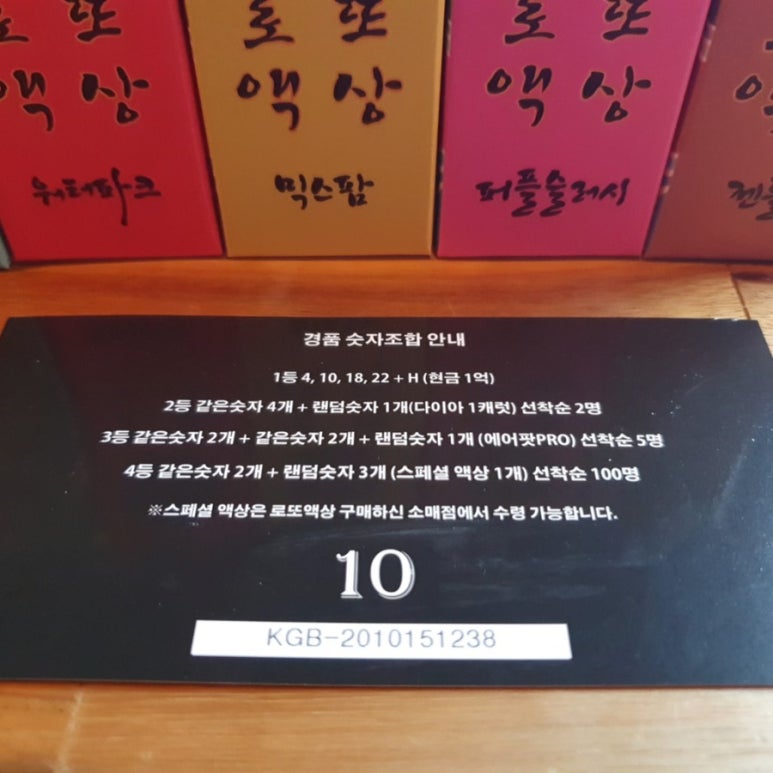 로또
액상
워터파크
로또
액상
믹스팜
로또
액상
퍼플슬러시
경품 숫자조합 안내
1등 4, 10, 18, 22 + H (현금 1억)
2등 같은숫자 4개 + 랜덤숫자 1개(다이아 1캐럿) 선착순 2명
3등 같은숫자 2개 + 같은숫자 2개 + 랜덤숫자 1개 (에어팟PRO) 선착순 5명
4등 같은숫자 2개 + 랜덤숫자 3개 (스페셜 액상 1개) 선착순 100명
※스페셜 액상은 로또액상 구매하신 소매점에서 수령 가능합니다.
10
KGB-2010151238